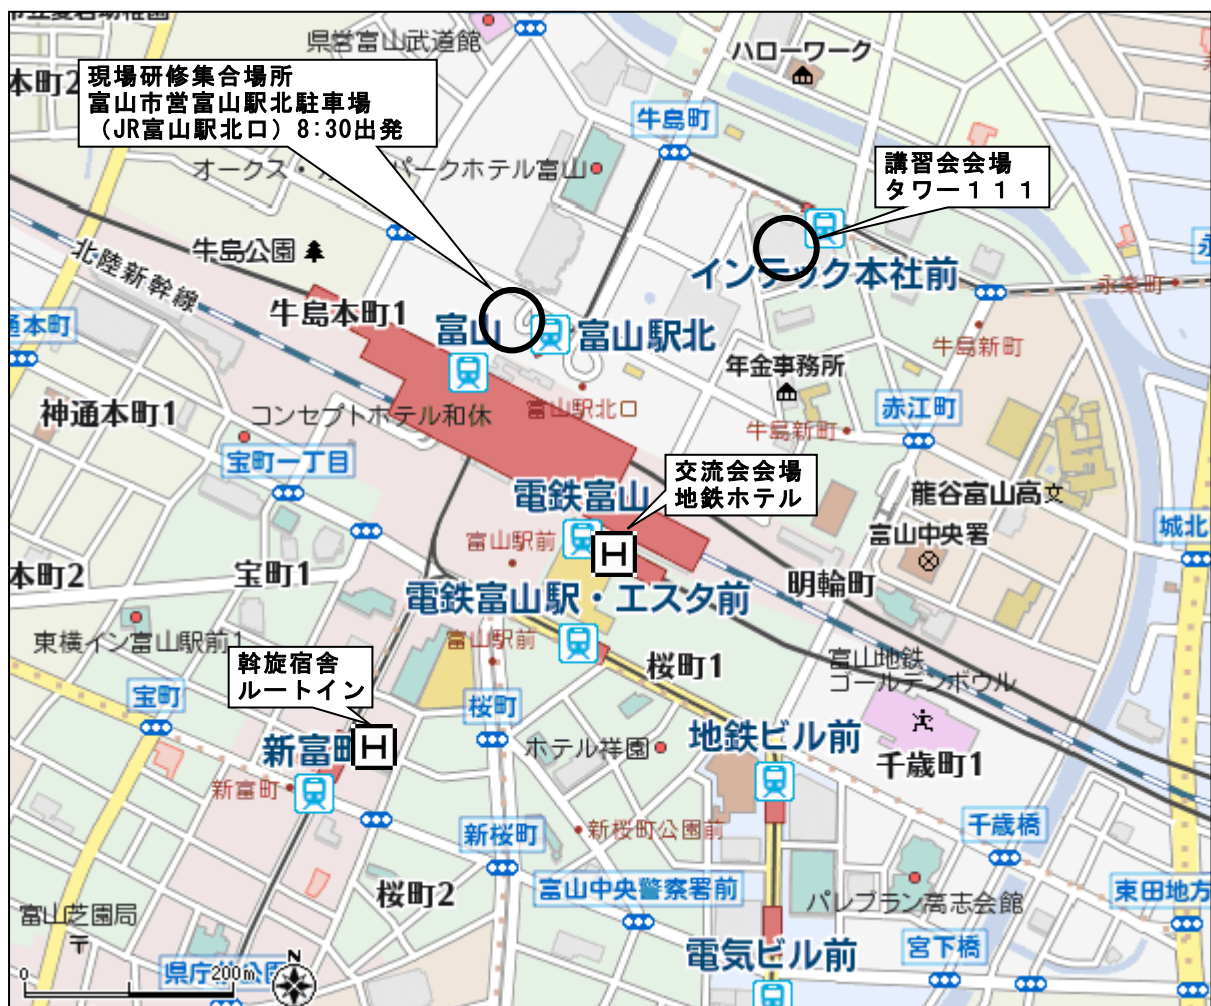 県営富山武道館
ハローワーク
本町2
現場研修集合場所
富山市営富山駅北駐車場
(JR富山駅北口)8:30出発
牛島町
オークス・
パークホテル富山
講習会会場
タワー111
牛島公園
北陸新幹線
インテック本社前
永楽町
牛島本町1
通本町
富山
富山駅北
牛島新町
年金事務所
神通本町1
コンセプトホテル和休
富山駅北口
赤江町
牛島新町
宝町一丁目
交流会会場
地鉄ホテル
電鉄富山
龍谷富山高
富山中央署
城北
富山駅前
本町2
宝町1
明輪町
電鉄富山駅・エスタ前
東横イン富山駅前1
富山駅前
斡旋宿舎
ルートイン
桜町1
富山地鉄
ゴールデンボウル
宝町
桜町
新富町
ホテル祥園
地鉄ビル前
千歳町1
新富町
新桜町
新桜町公園前
千歳橋
桜町2
富山中央警察署前
パレブラン高志会館
東田地方
富山芝園局
電気ビル前
宮下橋
県庁前公園
0
200m
N